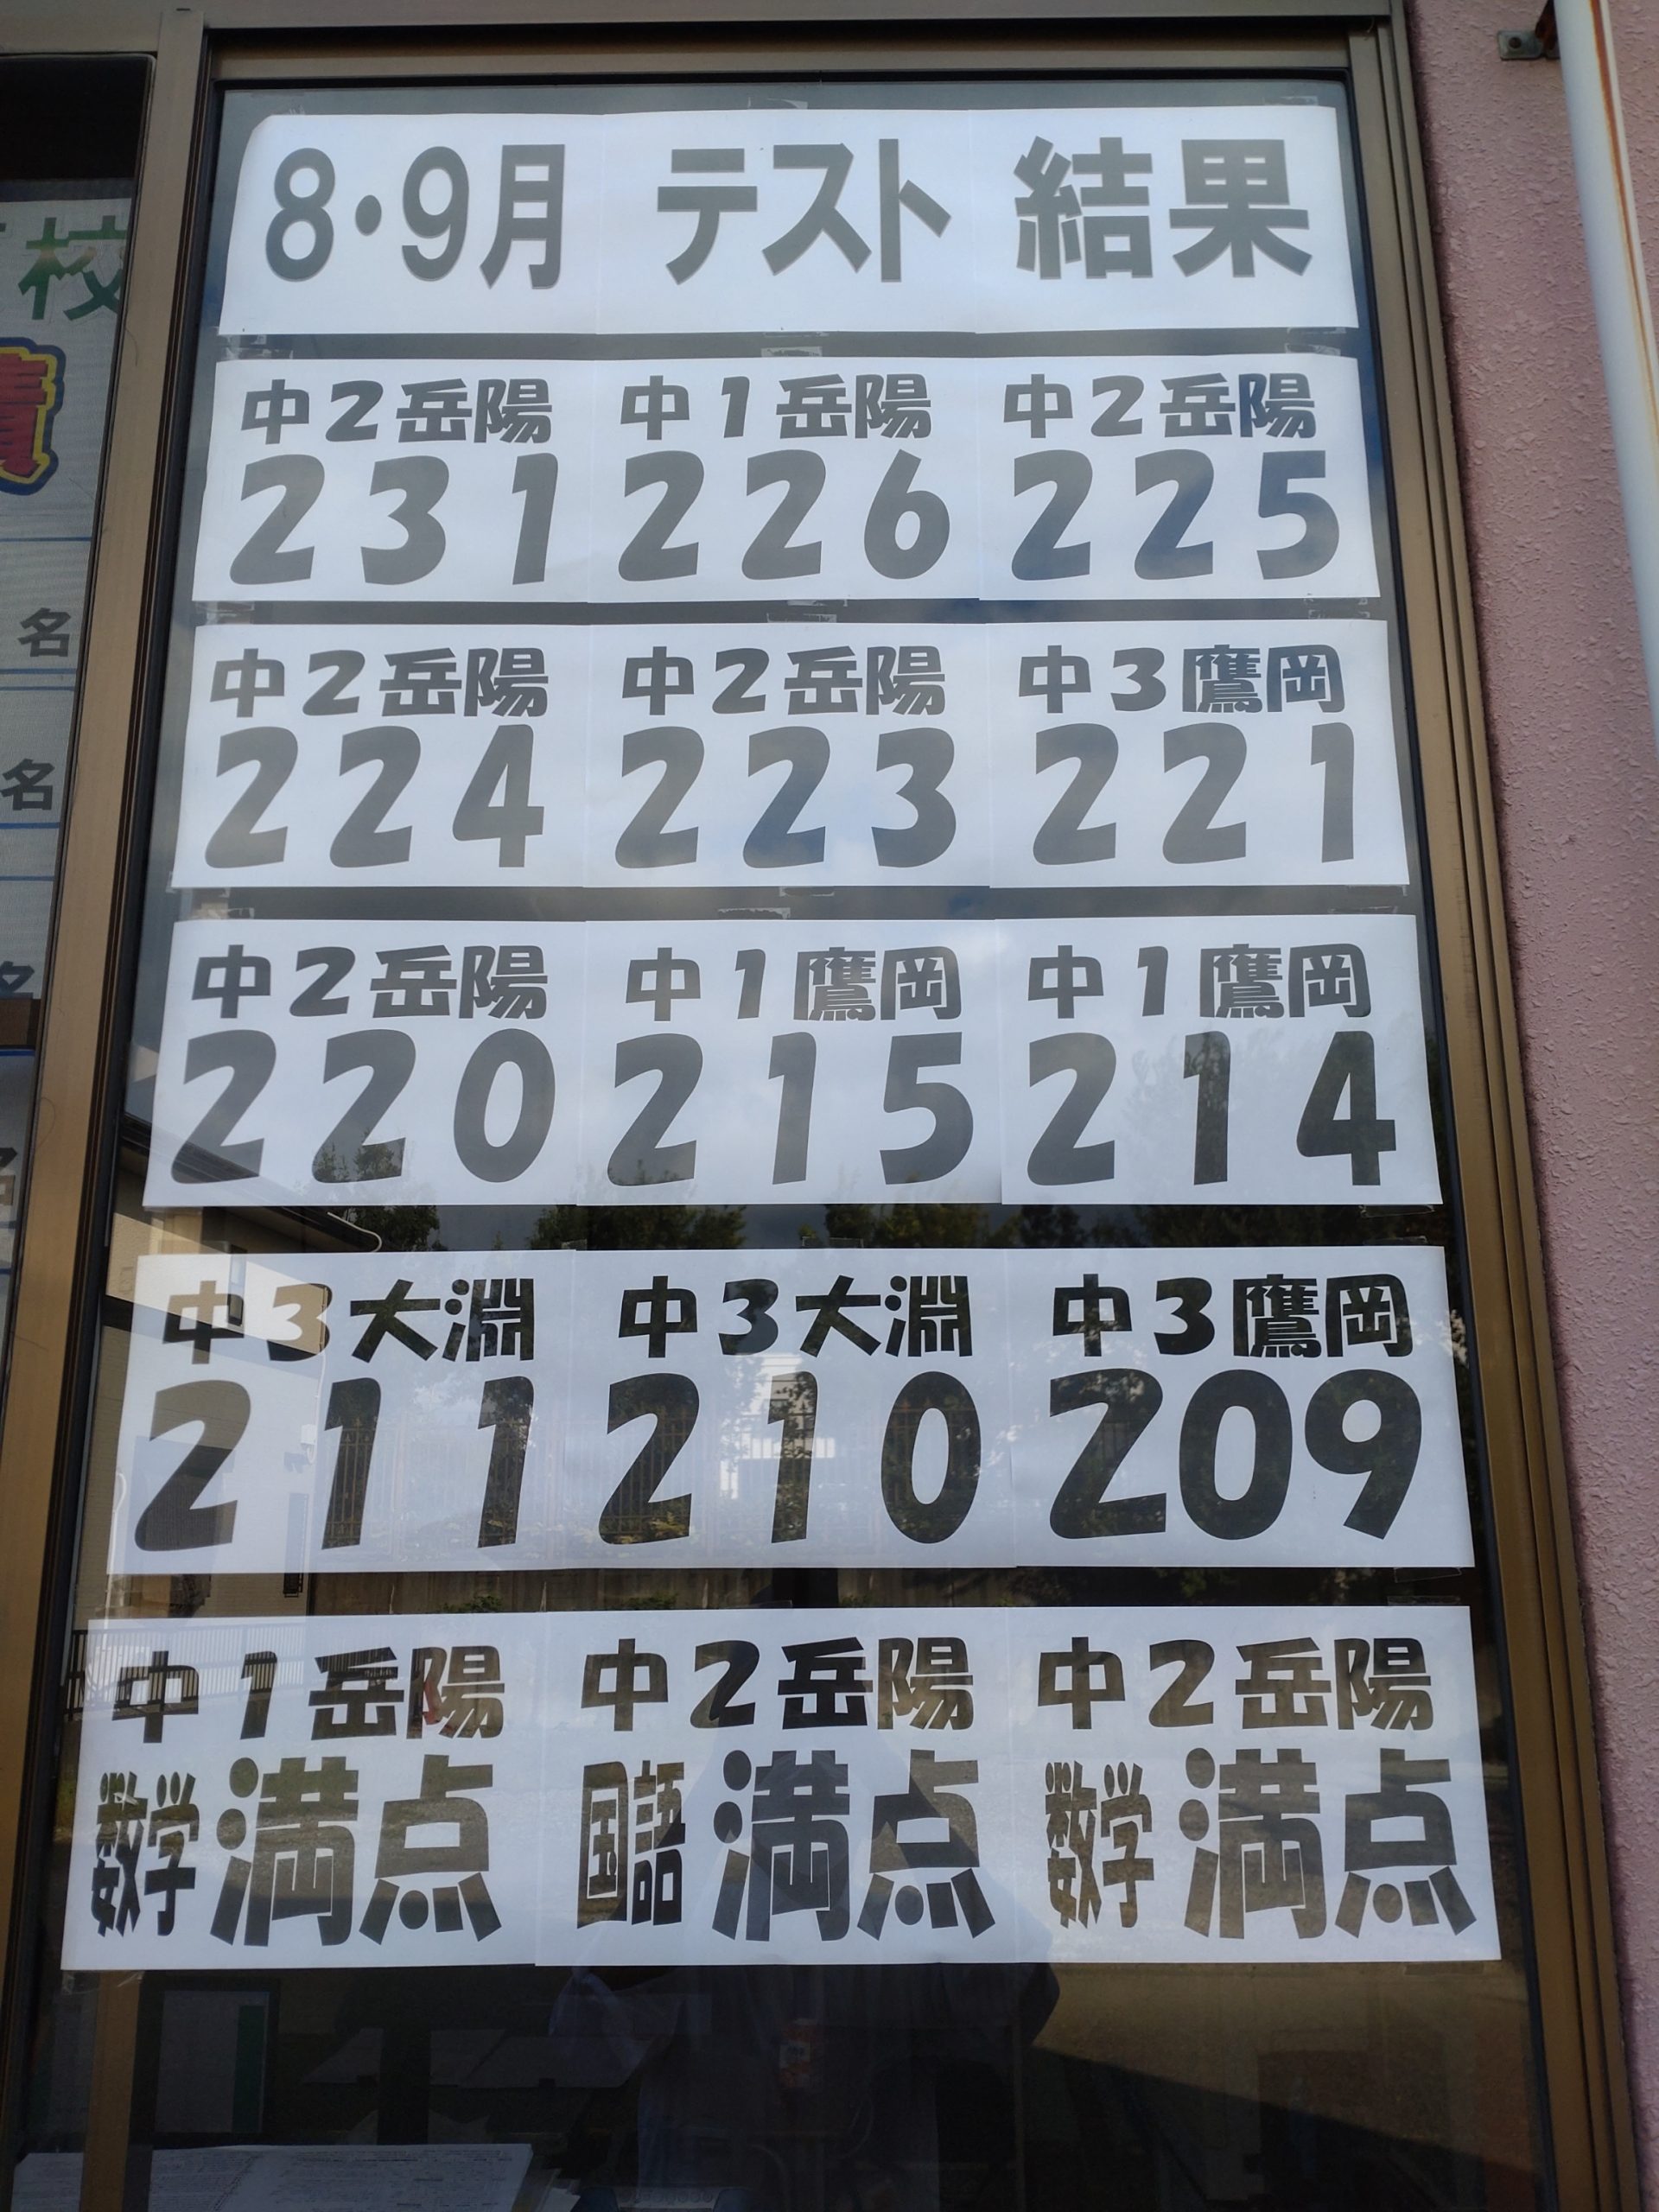 8・9月 テスト 結果
中2岳陽 中1岳陽 中2岳陽
231 226 225
中2岳陽 中2岳陽 中3鷹岡
224 223 221
中2岳陽 中1鷹岡 中1鷹岡
220 215 214
中3大淵 中3大淵 中3鷹岡
211 210 209
中1岳陽 中2岳陽 中2岳陽
数学満点 国語満点 数学満点
校
名
名